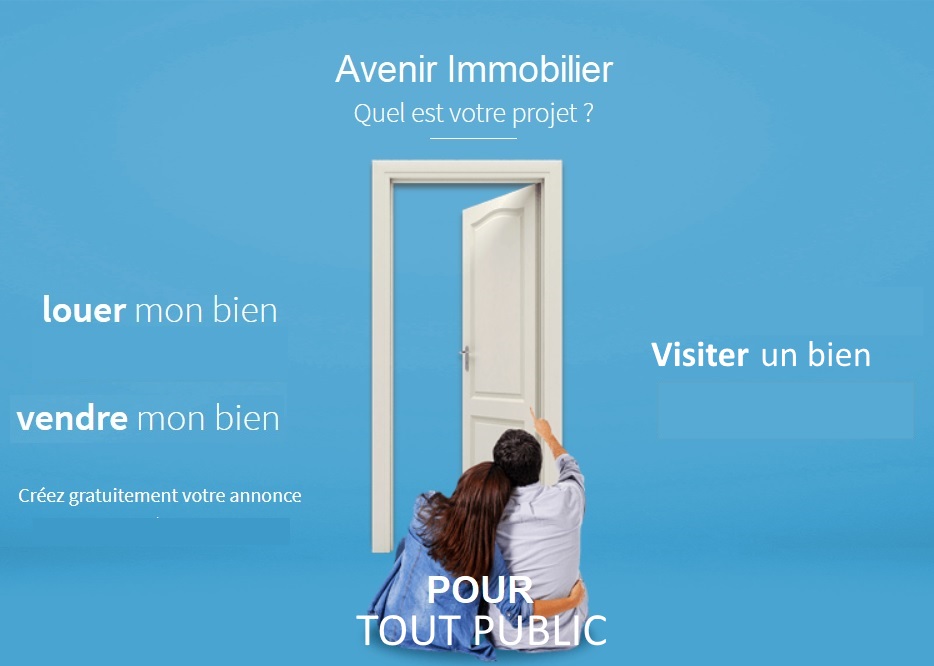 Avenir Immobilier
Quel est votre projet ?
louer mon bien
vendre mon bien
Créez gratuitement votre annonce
Visiter un bien
POUR
TOUT PUBLIC